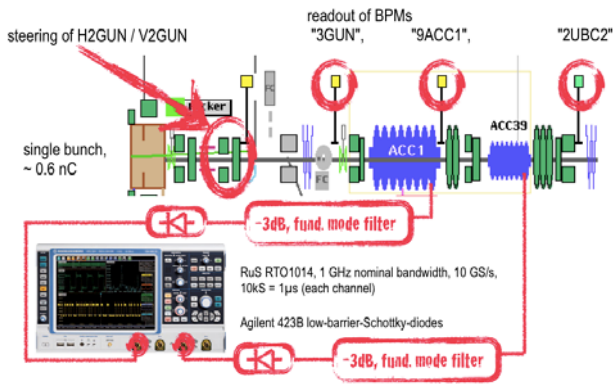 readout of BPMs
steering of H2GUN / V2GUN
"3GUN", "9ACC1", "2UBC2"
FC
ACC39
single bunch,
~ 0.6 nC
ACC1
FC
-3dB, fund. mode filter
RuS RTO1014, 1 GHz nominal bandwidth, 10 GS/s,
10kS = 1µs (each channel)
Agilent 423B low-barrier-Schottky-diodes
-3dB, fund. mode filter